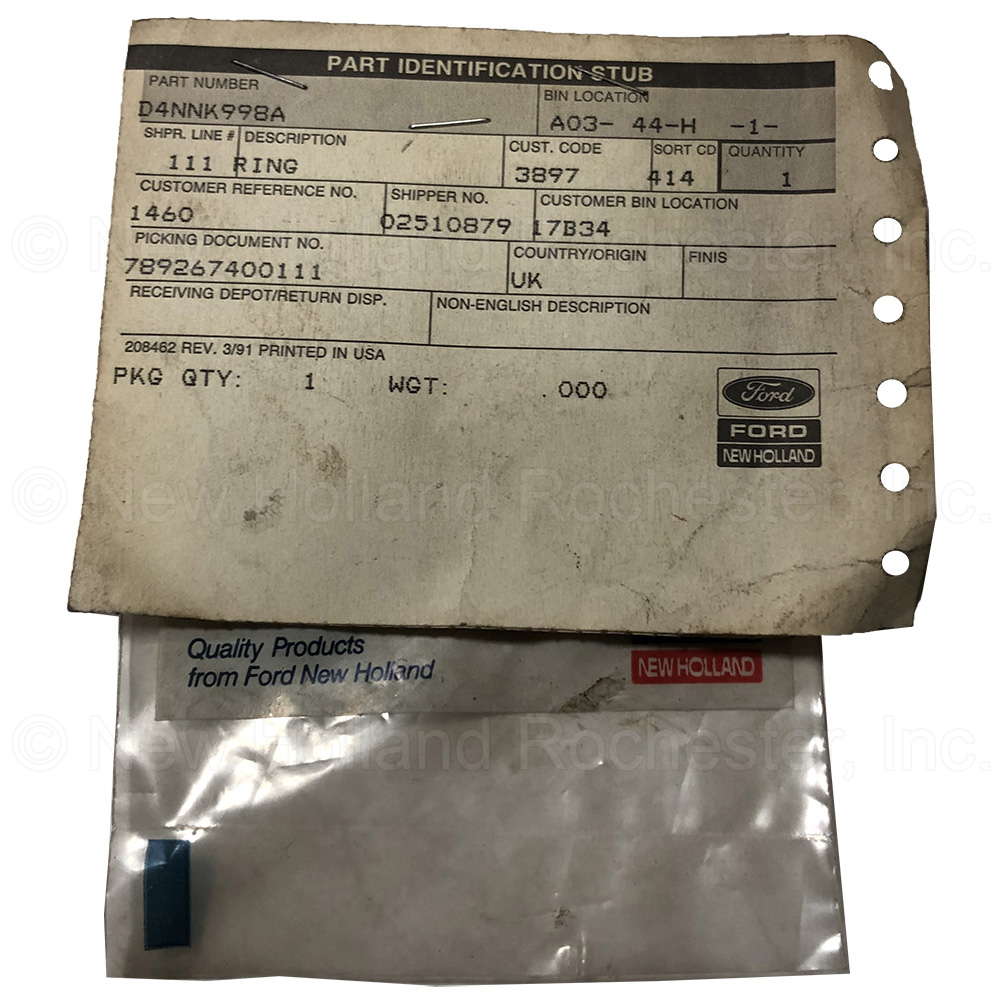 PART IDENTIFICATION STUB
PART NUMBER BIN LOCATION
D4NNK998A A03- 44-H -1-
SHPR. LINE # DESCRIPTION CUST. CODE SORT CD QUANTITY
111 RING 3897 414 1
CUSTOMER REFERENCE NO. SHIPPER NO. CUSTOMER BIN LOCATION
1460 02510879 17B34
PICKING DOCUMENT NO. COUNTRY/ORIGIN FINIS
789267400111 UK
RECEIVING DEPOT/RETURN DISP. NON-ENGLISH DESCRIPTION
208462 REV. 3/91 PRINTED IN USA
PKG QTY: 1 WGT: .000
Ford
FORD
NEW HOLLAND
Quality Products
from Ford New Holland
NEW HOLLAND
© New Holland Rochester, Inc.
© New Holland Rochester, Inc.
© New Holland Rochester, Inc.